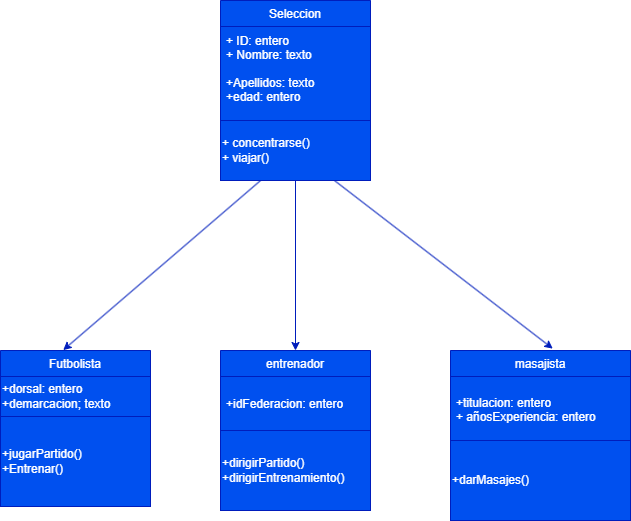 Seleccion
+ ID: entero
+ Nombre: texto
+Apellidos: texto
+edad: entero
+ concentrarse()
+ viajar()
Futbolista
+dorsal: entero
+demarcacion; texto
+jugarPartido()
+Entrenar()
entrenador
+idFederacion: entero
+dirigirPartido()
+dirigirEntrenamiento()
masajista
+titulacion: entero
+ añosExperiencia: entero
+darMasajes()